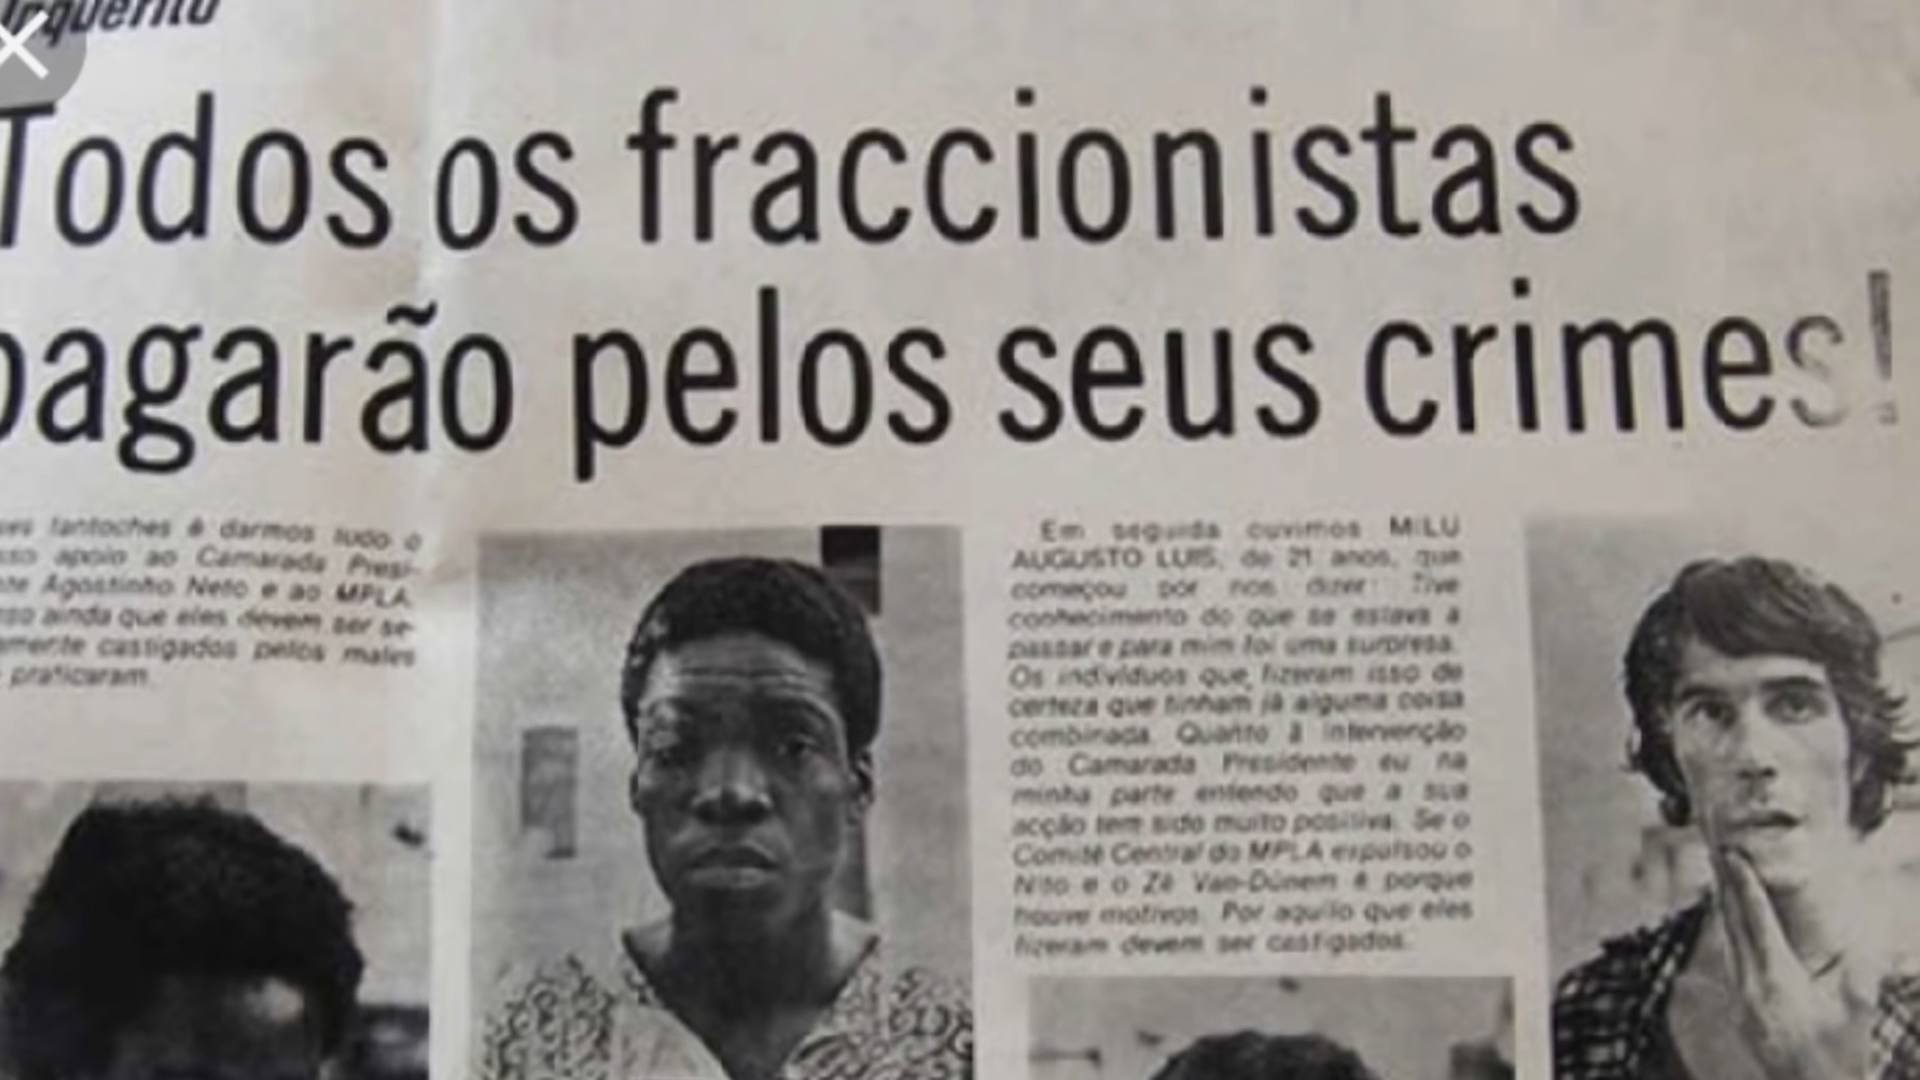 Inquérito
Todos os fraccionistas
pagarão pelos seus crimes!
fantoches é darmos tudo o
apoio ao Camarada Presi-
Agostinho Neto e ao MPLA.
ainda que eles devem ser se-
castigados pelos males
praticaram.
Em seguida ouvimos MILU
AUGUSTO LUIS, de 21 anos, que
começou por nos dizer: Tive
conhecimento do que se estava a
passar e para mim foi uma surpresa.
Os indivíduos que fizeram isso de
certeza que tinham já alguma coisa
combinada. Quanto à intervenção
do Camarada Presidente eu na
minha parte entendo que a sua
acção tem sido muito positiva. Se o
Comité Central do MPLA expulsou o
Nito e o Zé Van-Dúnem é porque
houve motivos. Por aquilo que eles
fizeram devem ser castigados.